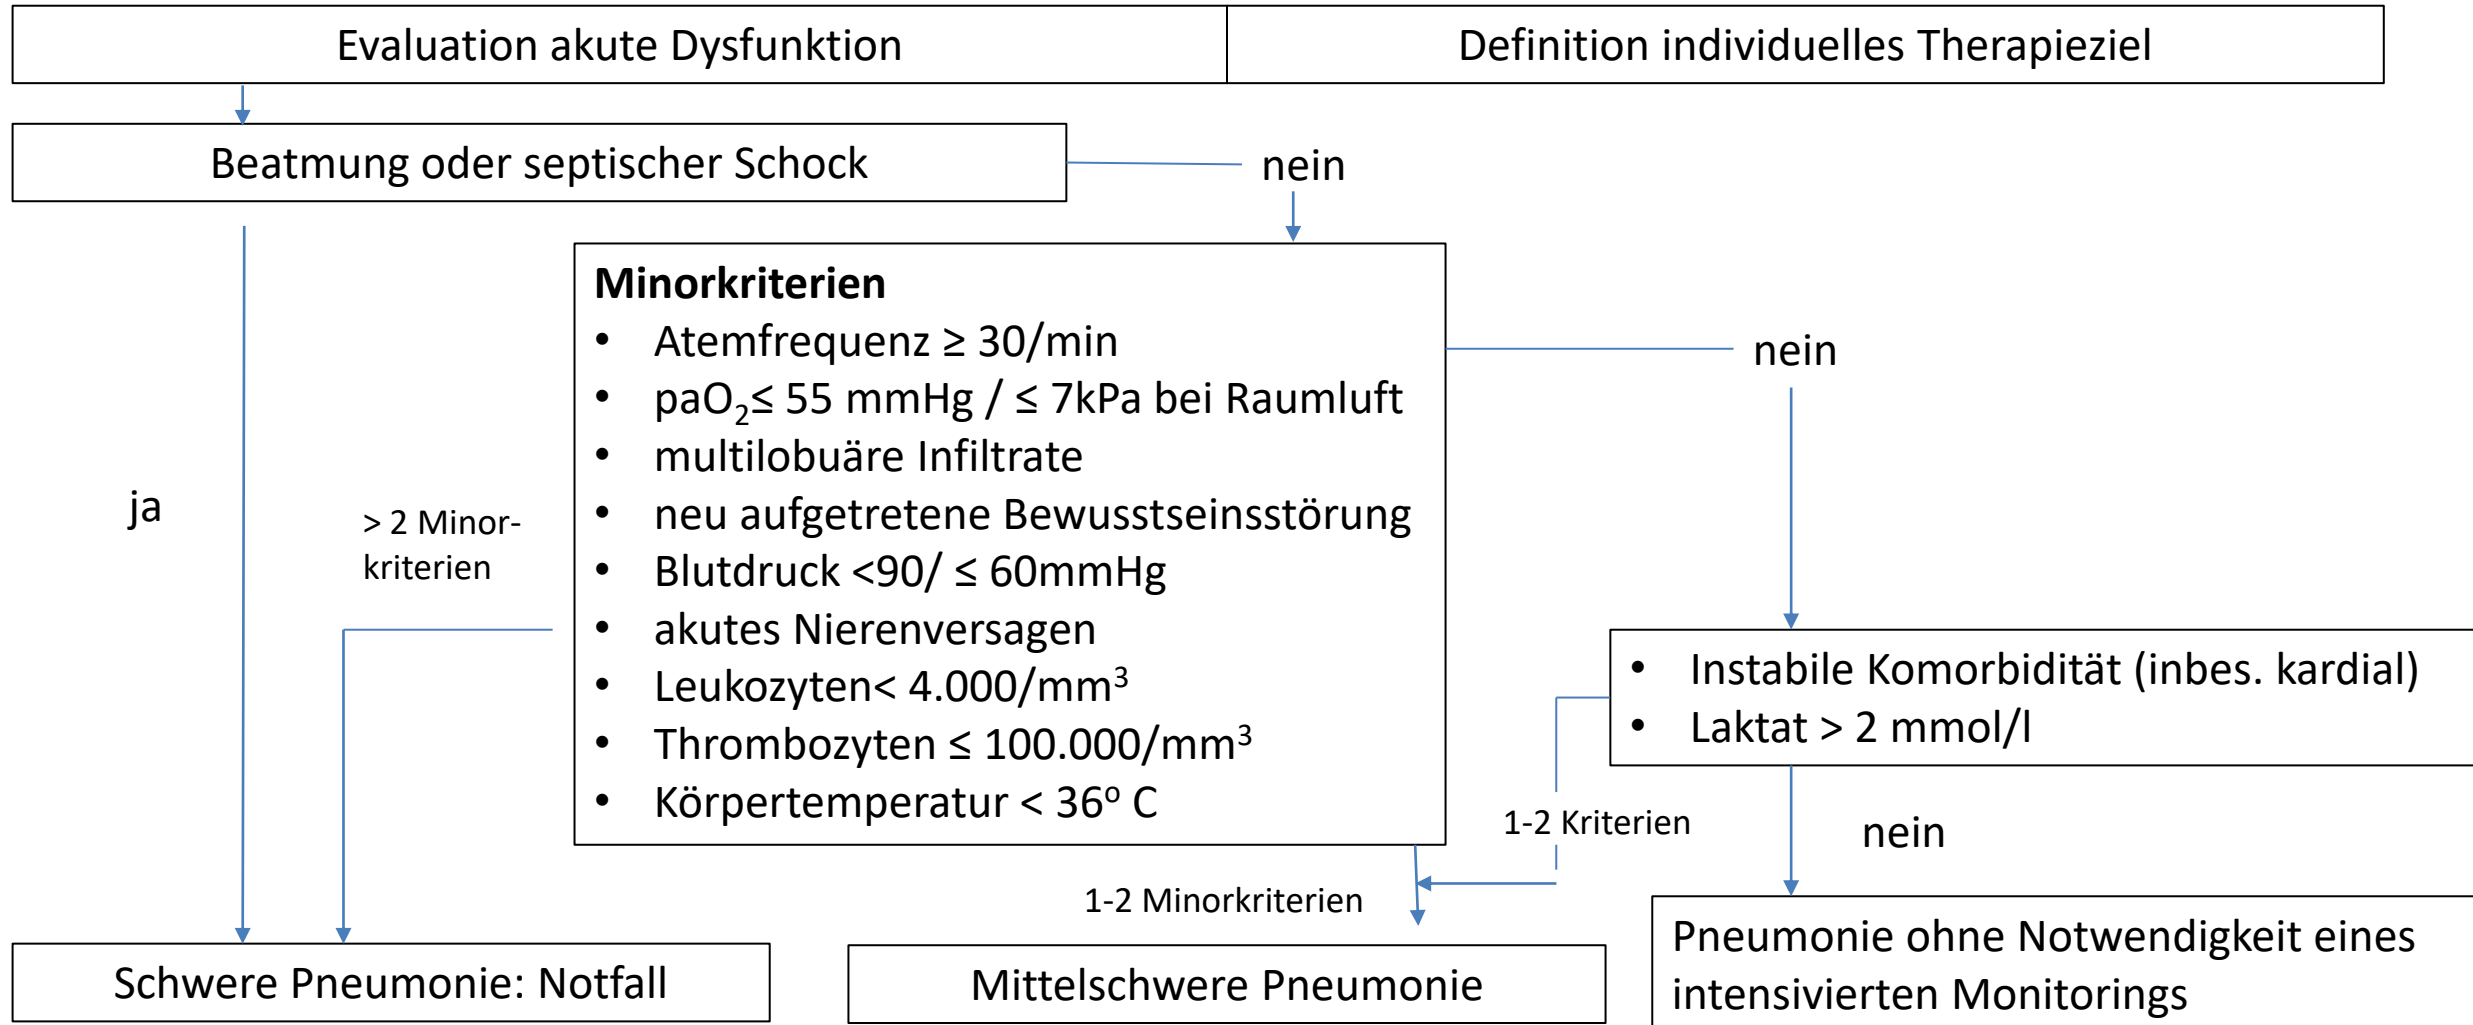 Evaluation akute Dysfunktion
Definition individuelles Therapieziel
Beatmung oder septischer Schock
nein
Minorkriterien
• Atemfrequenz ≥ 30/min
• paO₂≤ 55 mmHg / ≤ 7kPa bei Raumluft
• multilobuäre Infiltrate
• neu aufgetretene Bewusstseinsstörung
• Blutdruck <90/ ≤ 60mmHg
• akutes Nierenversagen
• Leukozyten< 4.000/mm³
• Thrombozyten ≤ 100.000/mm³
• Körpertemperatur < 36° C
nein
ja
> 2 Minor-
kriterien
• Instabile Komorbidität (inbes. kardial)
• Laktat > 2 mmol/l
1-2 Kriterien
nein
1-2 Minorkriterien
Schwere Pneumonie: Notfall
Mittelschwere Pneumonie
Pneumonie ohne Notwendigkeit eines
intensivierten Monitorings